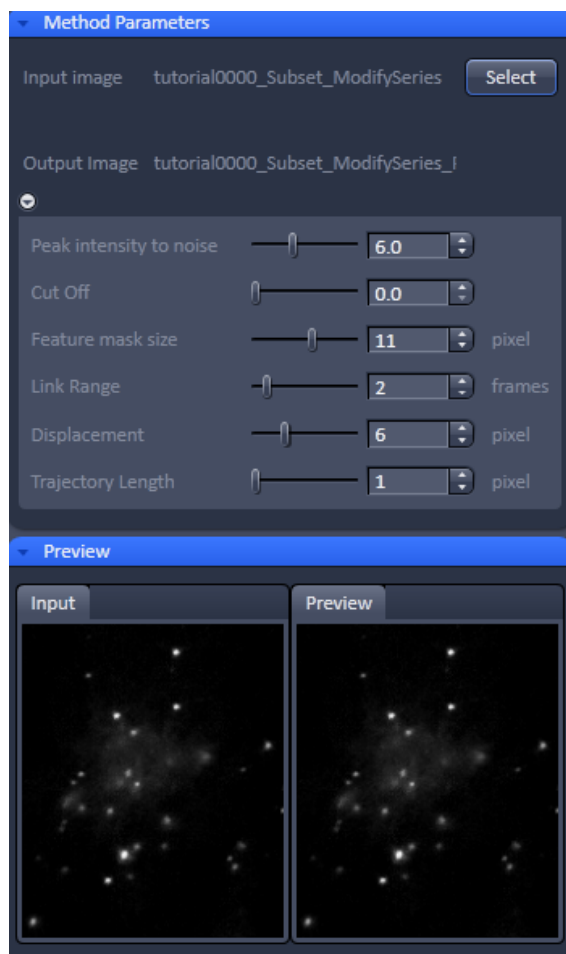 Method Parameters
Input image tutorial0000_Subset_ModifySeries Select
Output Image tutorial0000_Subset_ModifySeries_
Peak intensity to noise 6.0
Cut Off 0.0
Feature mask size 11 pixel
Link Range 2 frames
Displacement 6 pixel
Trajectory Length 1 pixel
Preview
Input Preview